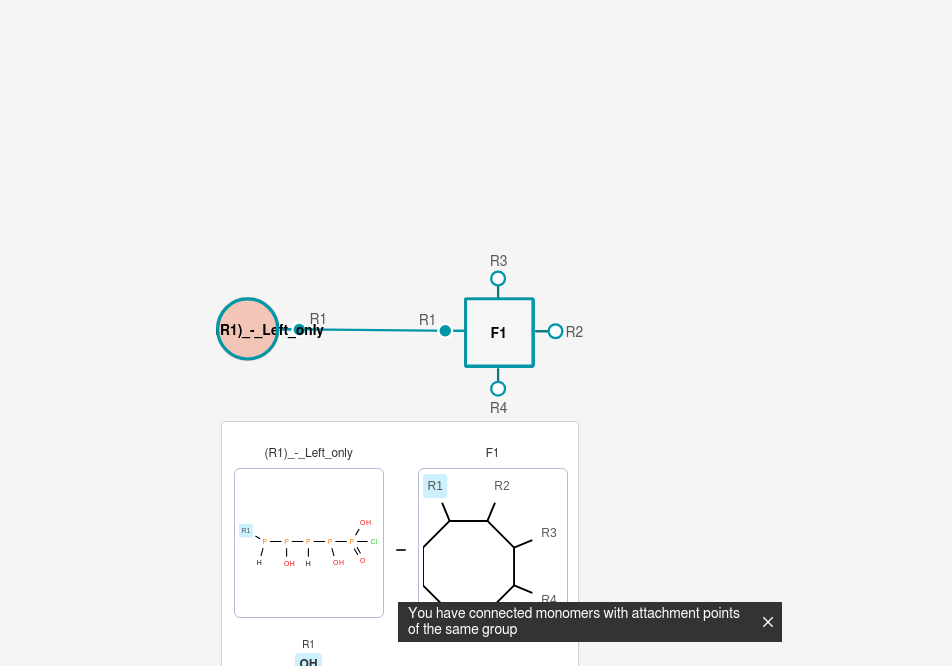 R3
R1
R1
R1)_-_Left_only
F1
R2
R4
(R1)_-_Left_only
F1
R1
R2
R3
R4
R1
P
P
P
P
P
OH
Cl
O
H
OH
H
OH
You have connected monomers with attachment points
of the same group
R1
OH